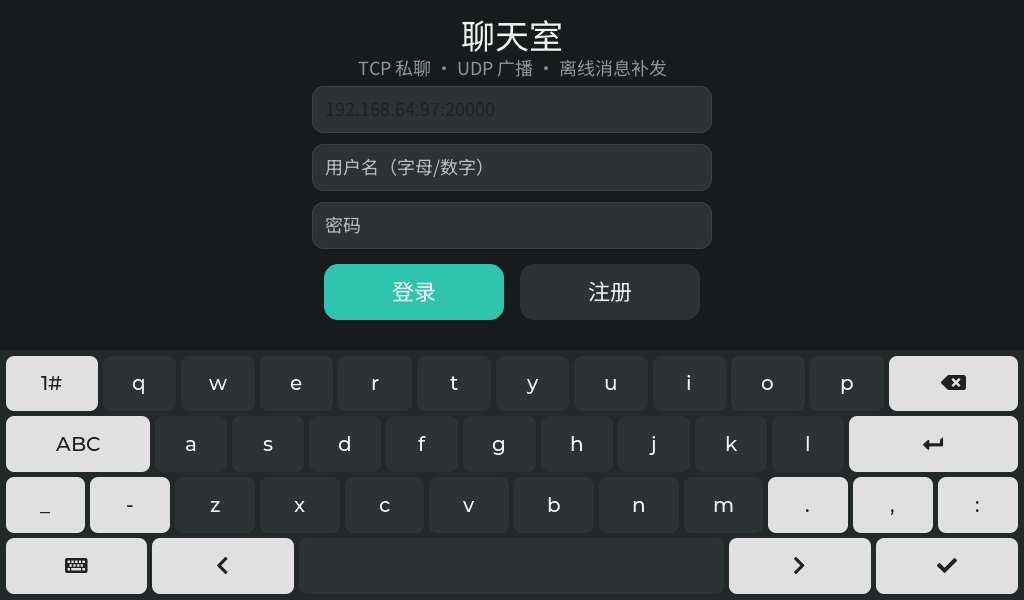 聊天室
TCP 私聊 · UDP 广播 · 离线消息补发
192.168.64.97:20000
用户名（字母/数字）
密码
登录 注册
1# q w e r t y u i o p
ABC a s d f g h j k l
_ - z x c v b n m . , :